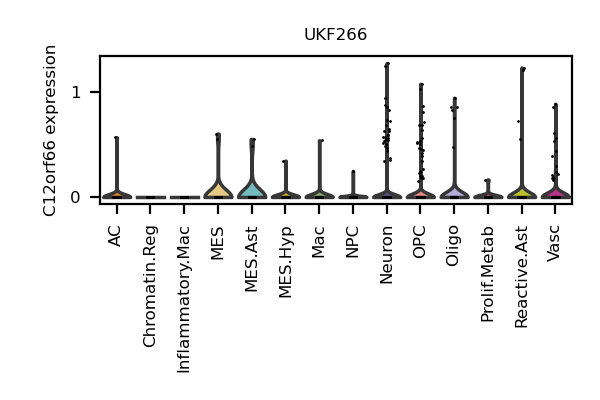 UKF266
C12orf66 expression
1
0
AC
Chromatin.Reg
Inflammatory.Mac
MES
MES.Ast
MES.Hyp
Mac
NPC
Neuron
OPC
Oligo
Prolif.Metab
Reactive.Ast
Vasc